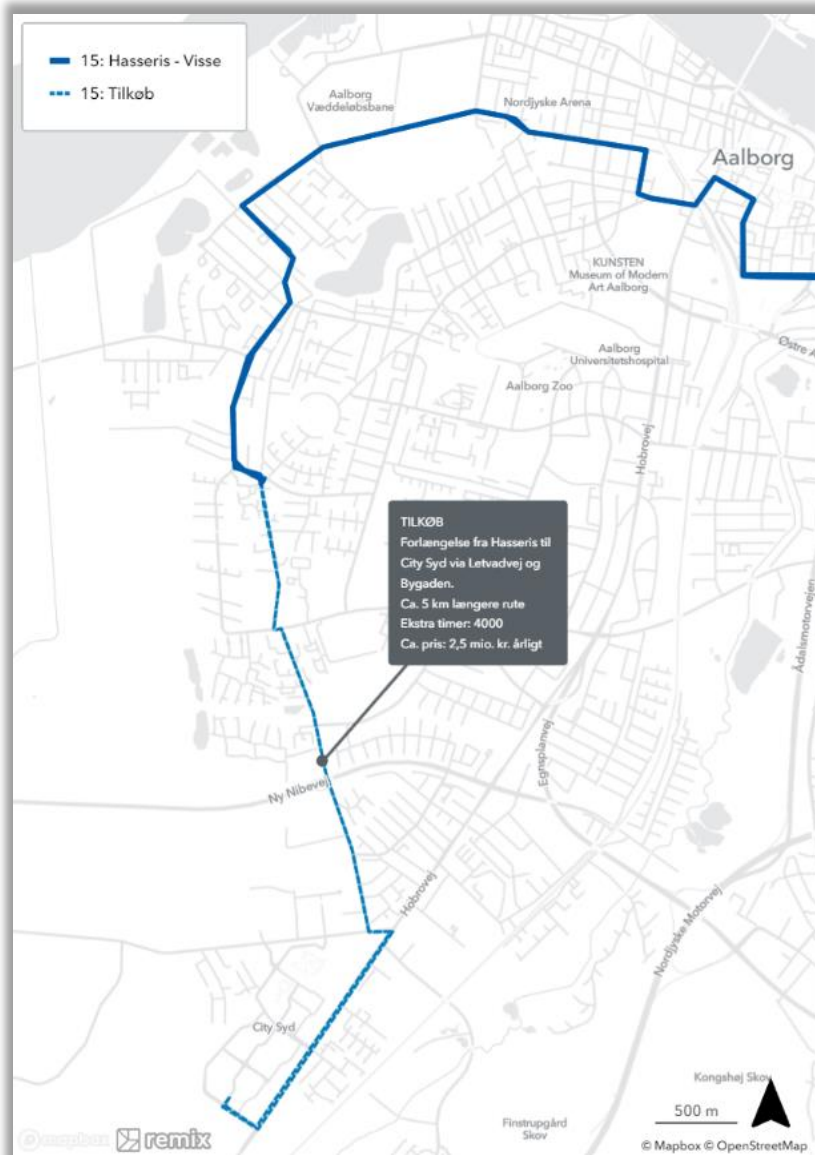 15: Hasseris - Visse
15: Tilkøb
Aalborg
Væddeløbsbane
Nordjyske Arena
Aalborg
KUNSTEN
Museum of Modern
Art Aalborg
Østre A
Aalborg
Universitetshospital
Aalborg Zoo
Hobrovej
TILKØB
Forlængelse fra Hasseris til
City Syd via Letvadvej og
Bygaden.
Ca. 5 km længere rute
Ekstra timer: 4000
Ca. pris: 2,5 mio. kr. årligt
Ådalsmotorvejen
Egnsplanvej
Ny Nibevej
Hobrovej
Nordjyske Motorvej
City Syd
Kongshøj Skov
500 m
Finstrupgård
Skov
mapbox remix
© Mapbox © OpenStreetMap